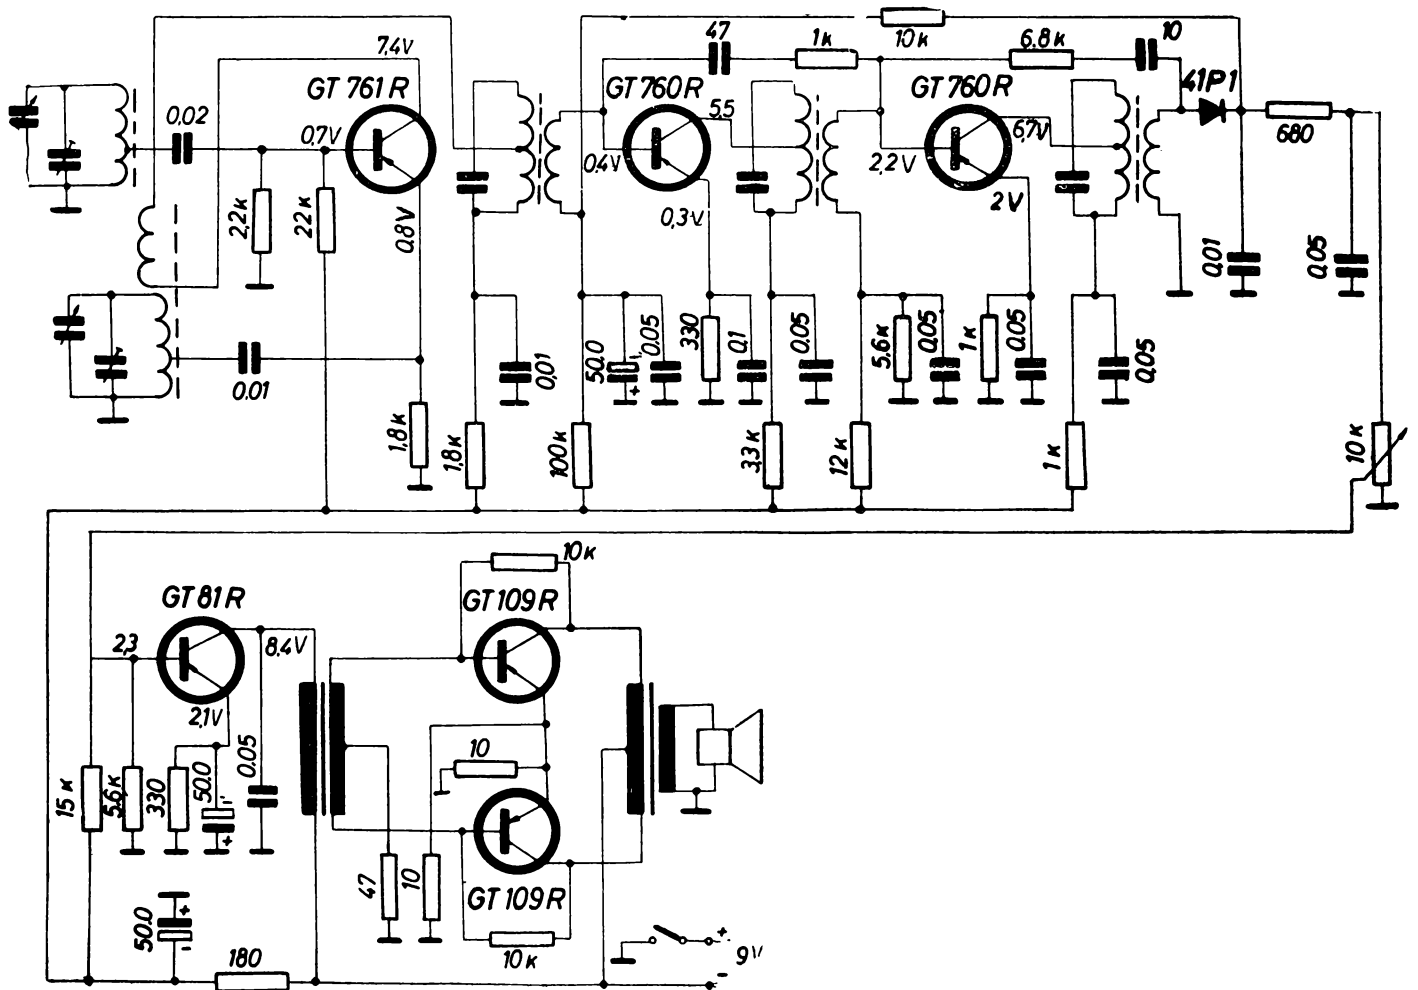 47
1k
10k
6.8k
10
7.4V
GT 761 R
GT 760R
GT 760R
41P1
0,02
0,7V
5,5
6,7V
680
0,4V
2,2V
0,3V
2V
2,2k
22k
0,8V
0,01
0,05
0.01
0,01
50.0
0.05
330
0,1
0.05
5.6k
0,05
1k
0.05
0,05
1,8k
1,8k
100k
3,3k
12k
1k
10k
10k
GT 81 R
GT 109 R
2,3
8,4V
2,1V
10
15k
5.6k
330
50.0
0.05
47
10
GT 109 R
50.0
180
10k
9V